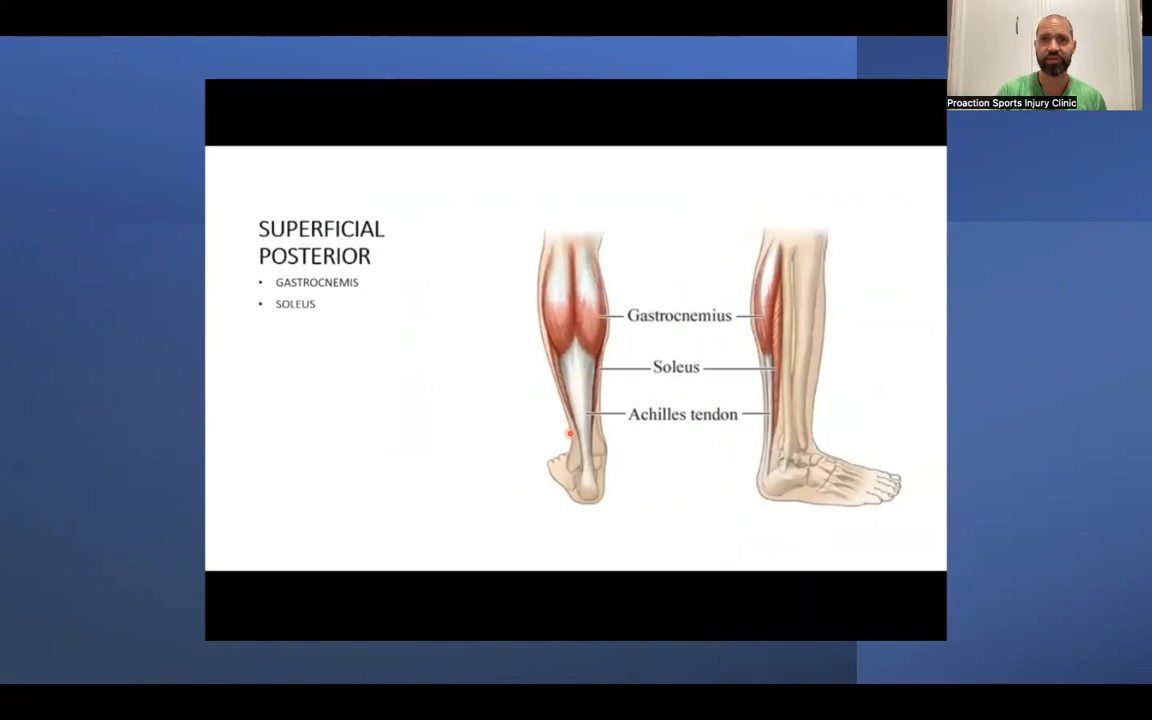 Proaction Sports Injury Clinic
SUPERFICIAL
POSTERIOR
• GASTROCNEMIS
• SOLEUS
Gastrocnemius
Soleus
Achilles tendon